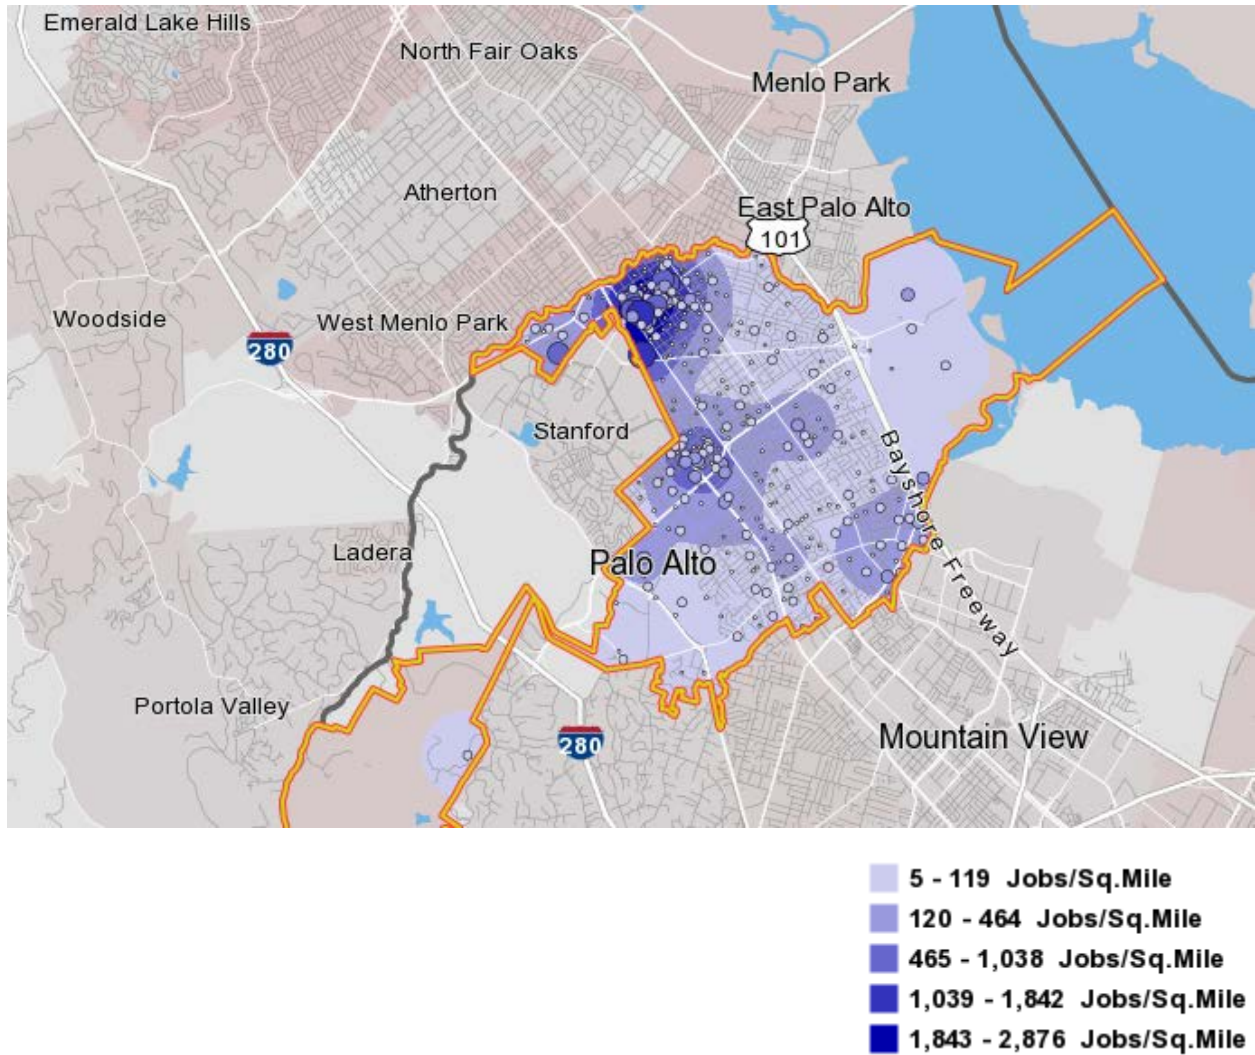 Emerald Lake Hills
North Fair Oaks
Menlo Park
Atherton
East Palo Alto
101
Woodside
West Menlo Park
280
Stanford
Bayshore Freeway
Ladera
Palo Alto
Portola Valley
280
Mountain View
5 - 119 Jobs/Sq.Mile
120 - 464 Jobs/Sq.Mile
465 - 1,038 Jobs/Sq.Mile
1,039 - 1,842 Jobs/Sq.Mile
1,843 - 2,876 Jobs/Sq.Mile